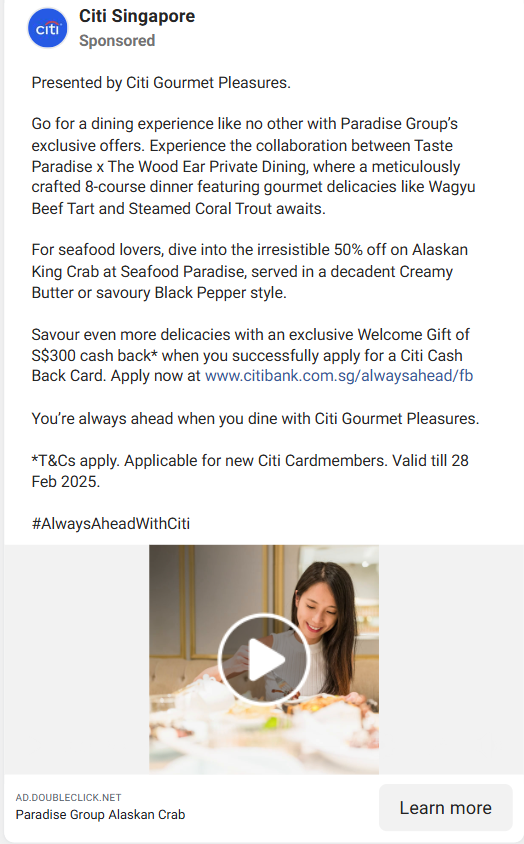 citi
Citi Singapore
Sponsored
Presented by Citi Gourmet Pleasures.
Go for a dining experience like no other with Paradise Group's
exclusive offers. Experience the collaboration between Taste
Paradise x The Wood Ear Private Dining, where a meticulously
crafted 8-course dinner featuring gourmet delicacies like Wagyu
Beef Tart and Steamed Coral Trout awaits.
For seafood lovers, dive into the irresistible 50% off on Alaskan
King Crab at Seafood Paradise, served in a decadent Creamy
Butter or savoury Black Pepper style.
Savour even more delicacies with an exclusive Welcome Gift of
S$300 cash back* when you successfully apply for a Citi Cash
Back Card. Apply now at www.citibank.com.sg/alwaysahead/fb
You're always ahead when you dine with Citi Gourmet Pleasures.
*T&Cs apply. Applicable for new Citi Cardmembers. Valid till 28
Feb 2025.
#AlwaysAheadWithCiti
AD.DOUBLECLICK.NET
Paradise Group Alaskan Crab
Learn more